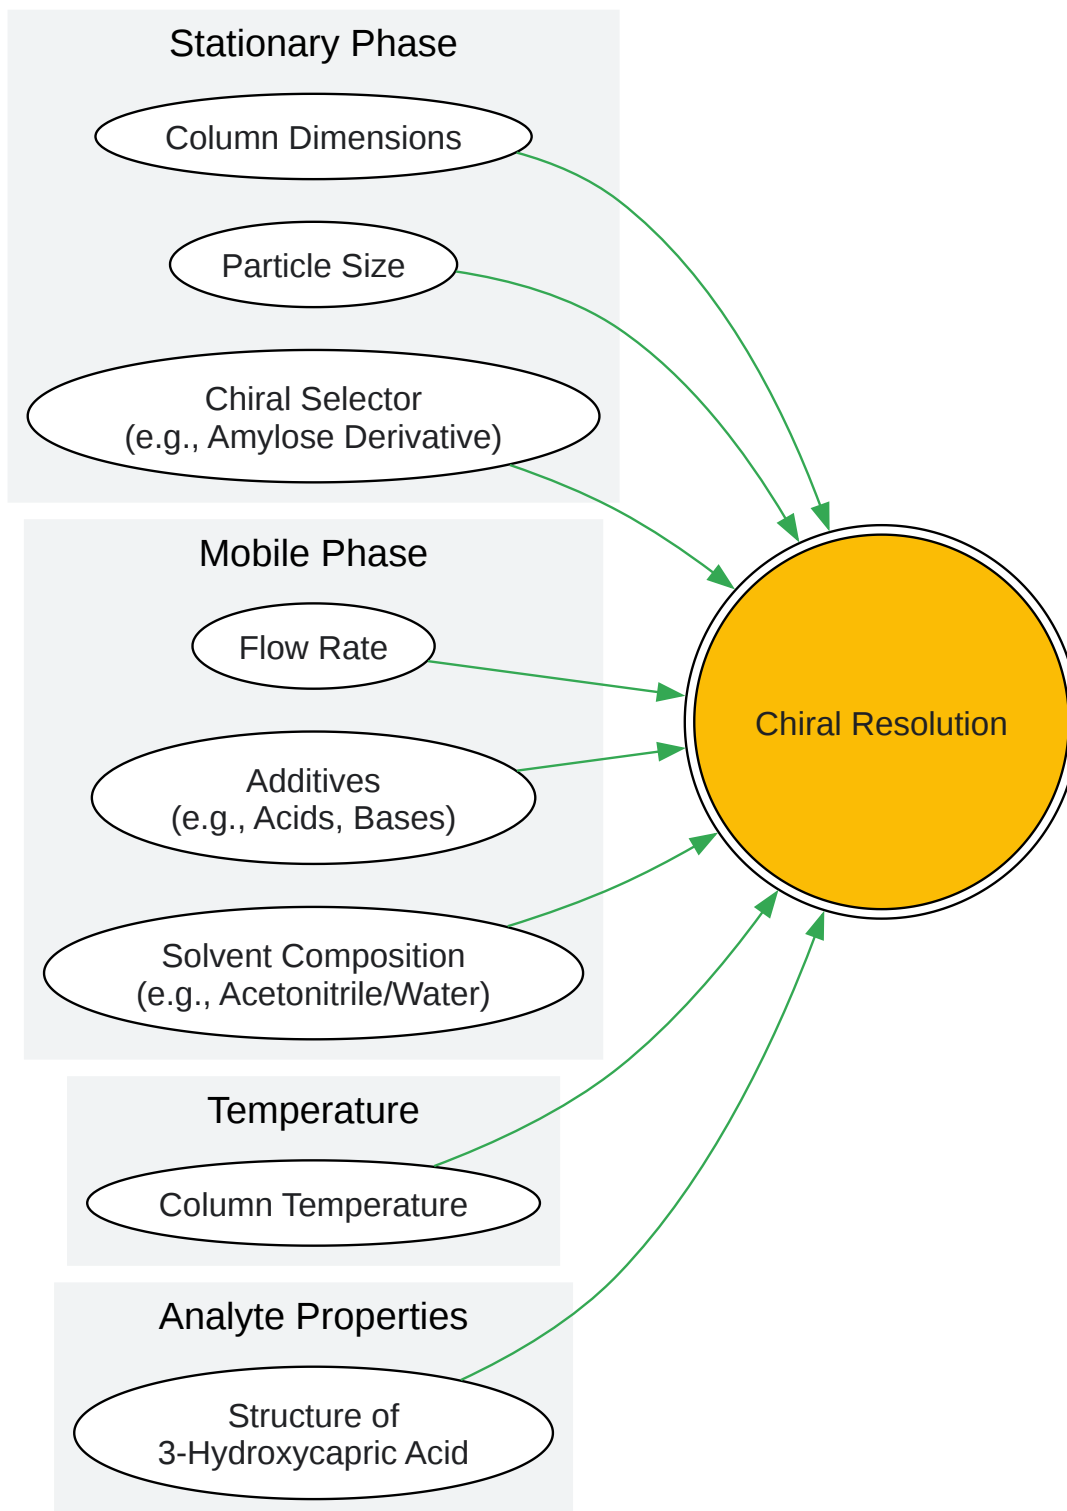 Stationary Phase
Column Dimensions
Particle Size
Chiral Selector
(e.g., Amylose Derivative)
Mobile Phase
Flow Rate
Additives
(e.g., Acids, Bases)
Solvent Composition
(e.g., Acetonitrile/Water)
Temperature
Column Temperature
Analyte Properties
Structure of
3-Hydroxycapric Acid
Chiral Resolution